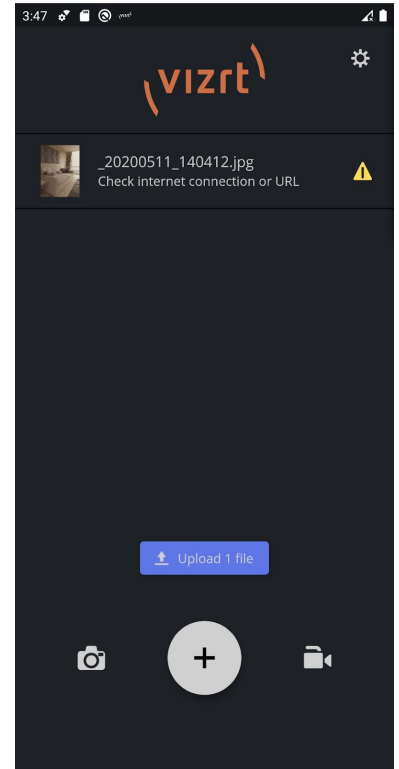 3:47
vizrt
_20200511_140412.jpg
Check internet connection or URL
Upload 1 file